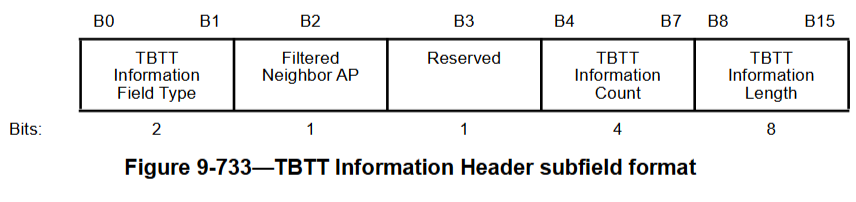 B0 B1 B2 B3 B4 B7 B8 B15
TBTT Filtered Reserved TBTT TBTT
Information Neighbor AP Information Information
Field Type Count Length
Bits: 2 1 1 4 8
Figure 9-733—TBTT Information Header subfield format